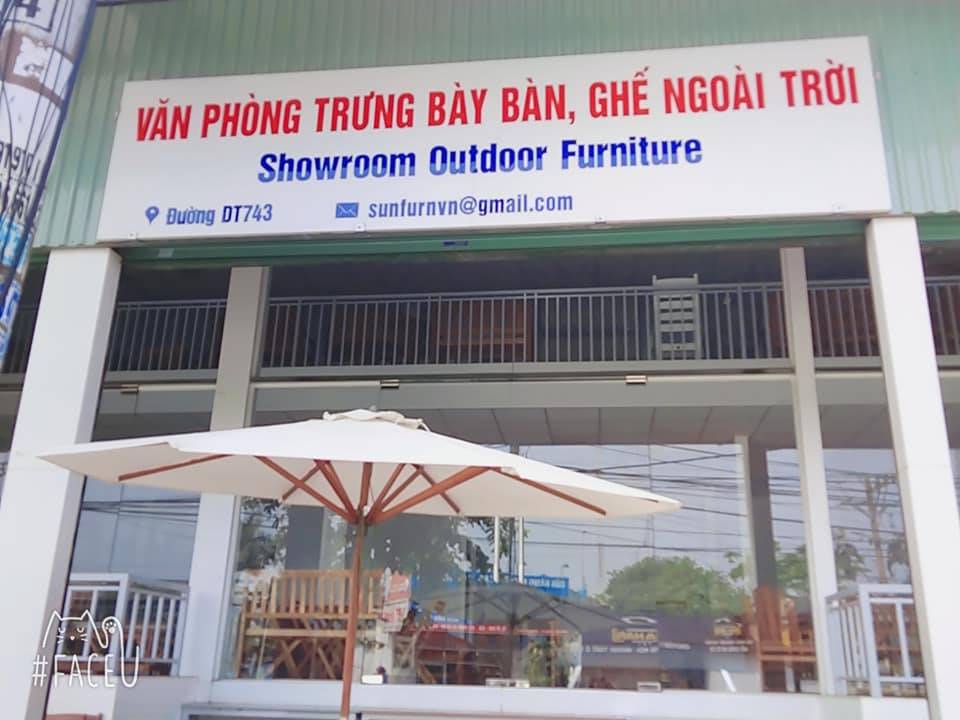 VĂN PHÒNG TRƯNG BÀY BÀN, GHẾ NGOÀI TRỜI
Showroom Outdoor Furniture
Đường DT743
sunfurnvn@gmail.com
#FACEU